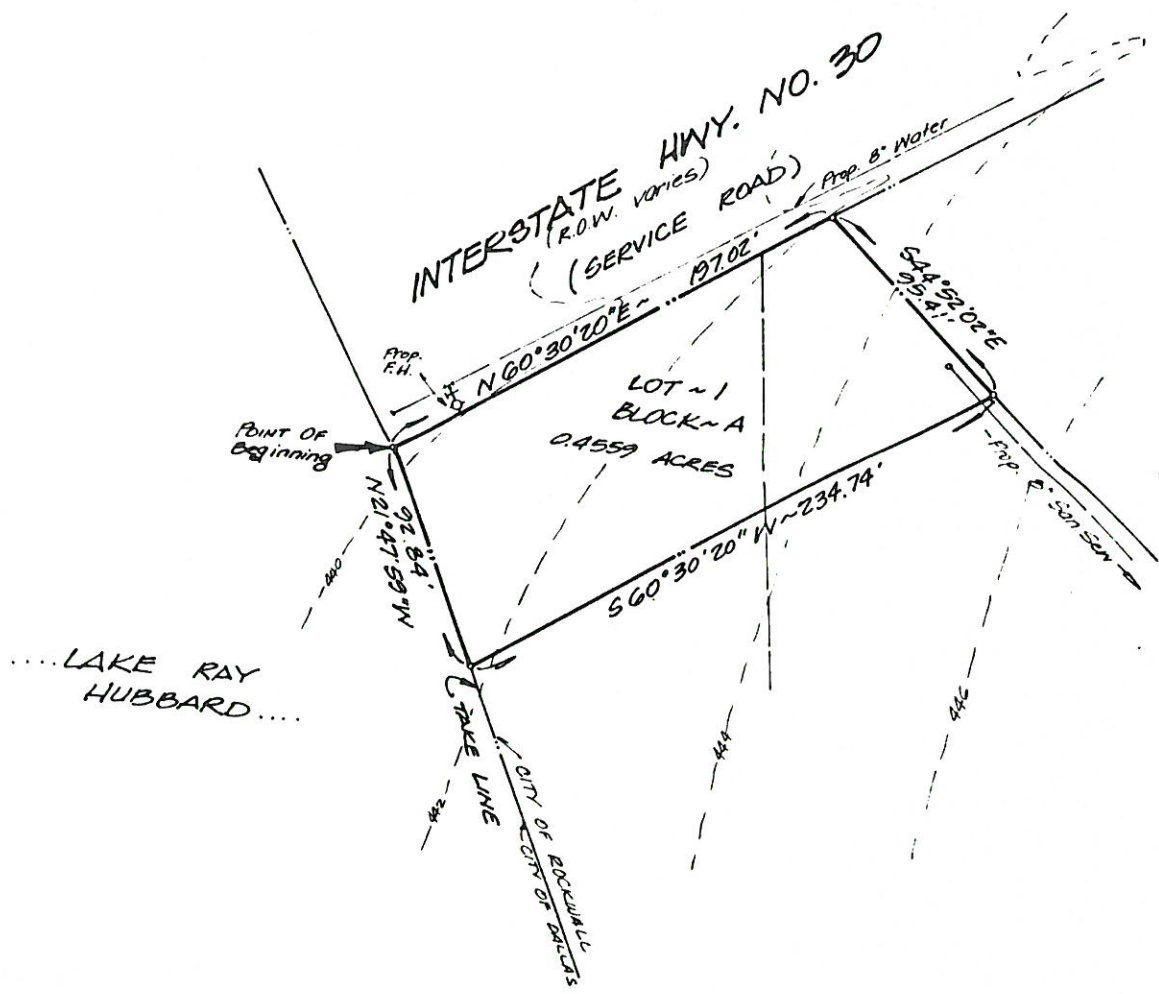 INTERSTATE HWY. NO. 30
(R.O.W. varies)
(SERVICE ROAD)
Prop. 8" Water
N 60°30'20"E ~ 197.02'
S44°52'02"E
95.41'
Prop.
F.H.
LOT ~ 1
BLOCK ~ A
0.4559 ACRES
POINT OF
Beginning
92.84'
N21°47'59"W
S 60°30'20" W ~ 234.74'
Prop. 8" San Sew
440
....LAKE RAY
HUBBARD....
TAKE LINE
442
444
446
CITY OF ROCKWALL
CITY OF DALLAS